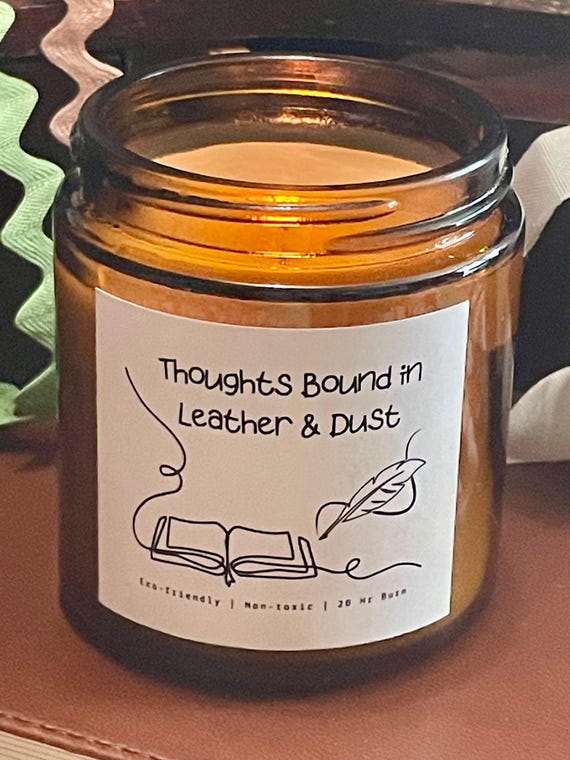 Thoughts Bound in
Leather & Dust
Eco-friendly | Non-toxic | 20 Hr Burn